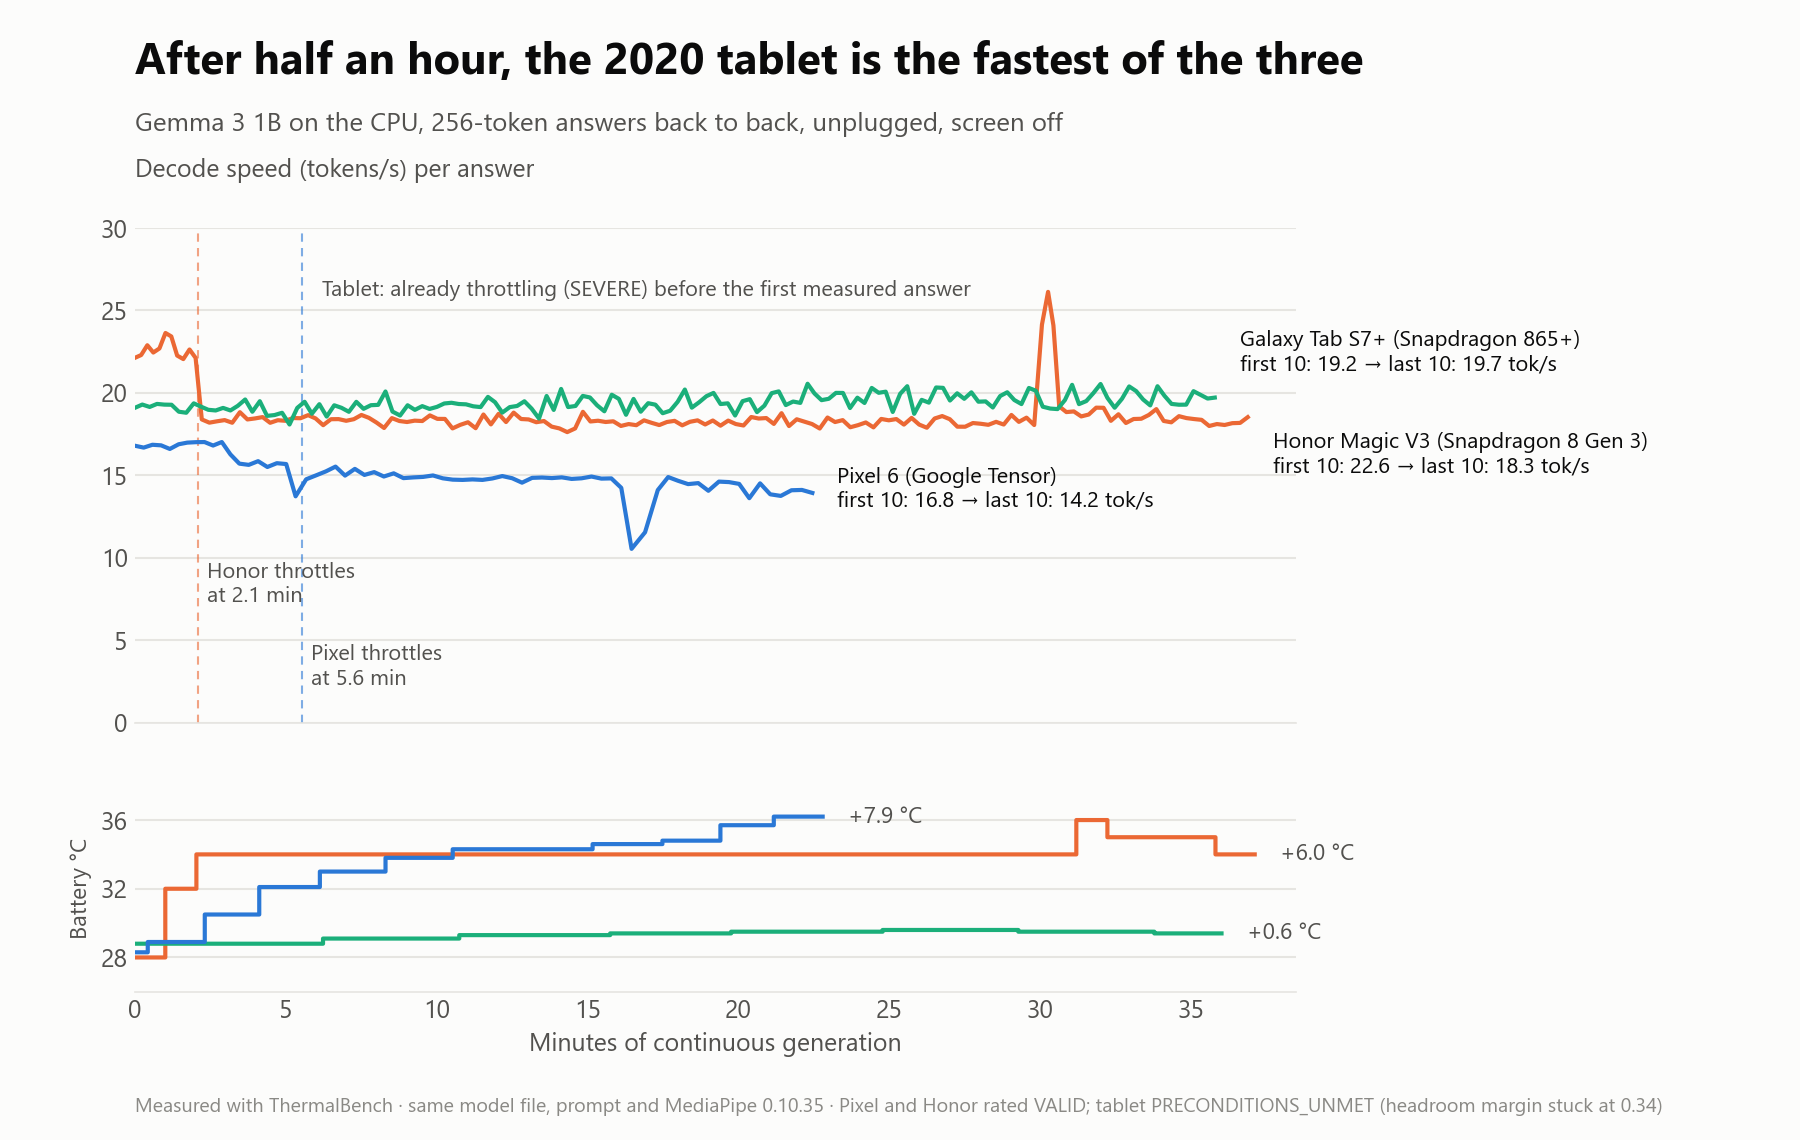 After half an hour, the 2020 tablet is the fastest of the three
Gemma 3 1B on the CPU, 256-token answers back to back, unplugged, screen off
Decode speed (tokens/s) per answer
30
Tablet: already throttling (SEVERE) before the first measured answer
25
Galaxy Tab S7+ (Snapdragon 865+)
first 10: 19.2 → last 10: 19.7 tok/s
20
Honor Magic V3 (Snapdragon 8 Gen 3)
first 10: 22.6 → last 10: 18.3 tok/s
15
Pixel 6 (Google Tensor)
first 10: 16.8 → last 10: 14.2 tok/s
10
Honor throttles
at 2.1 min
5
Pixel throttles
at 5.6 min
0
36
+7.9 °C
+6.0 °C
Battery °C
32
+0.6 °C
28
0 5 10 15 20 25 30 35
Minutes of continuous generation
Measured with ThermalBench · same model file, prompt and MediaPipe 0.10.35 · Pixel and Honor rated VALID; tablet PRECONDITIONS_UNMET (headroom margin stuck at 0.34)